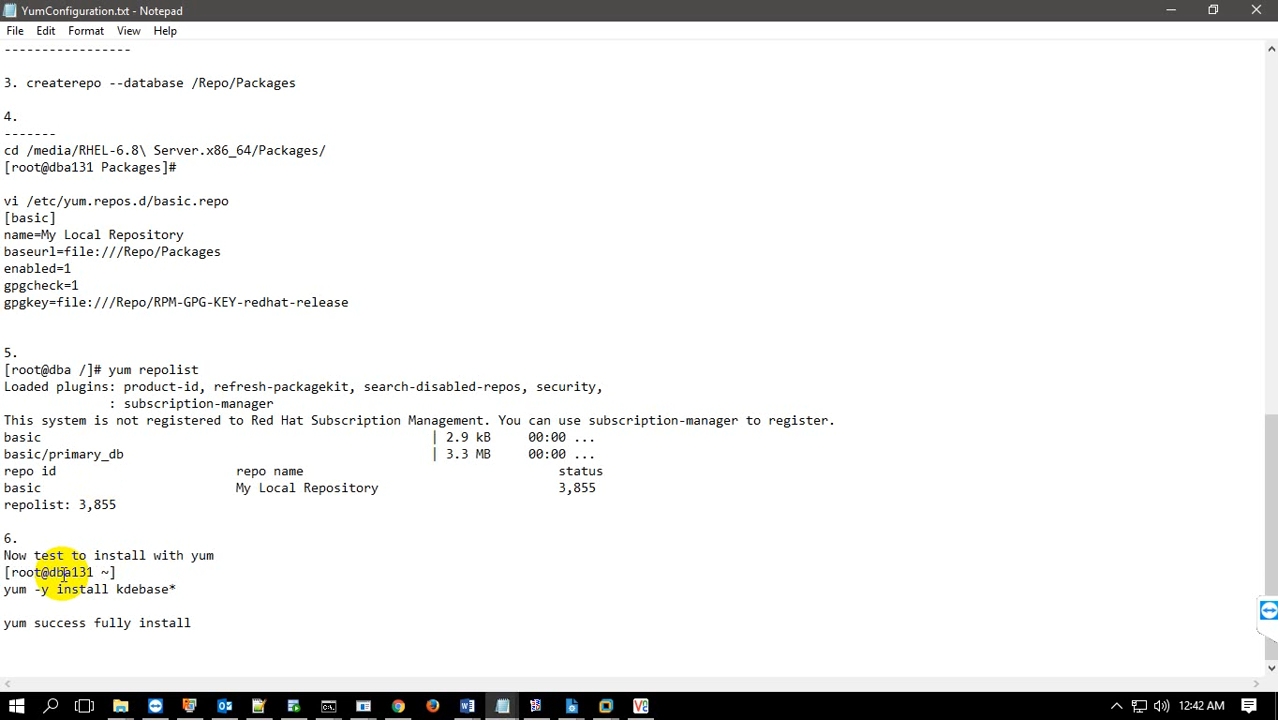 YumConfiguration.txt - Notepad
File Edit Format View Help
-----------------
3. createrepo --database /Repo/Packages
4.
-------
cd /media/RHEL-6.8\ Server.x86_64/Packages/
[root@dba131 Packages]#
vi /etc/yum.repos.d/basic.repo
[basic]
name=My Local Repository
baseurl=file:///Repo/Packages
enabled=1
gpgcheck=1
gpgkey=file:///Repo/RPM-GPG-KEY-redhat-release
5.
[root@dba /]# yum repolist
Loaded plugins: product-id, refresh-packagekit, search-disabled-repos, security,
: subscription-manager
This system is not registered to Red Hat Subscription Management. You can use subscription-manager to register.
basic | 2.9 kB 00:00 ...
basic/primary_db | 3.3 MB 00:00 ...
repo id repo name status
basic My Local Repository 3,855
repolist: 3,855
6.
Now test to install with yum
[root@dba131 ~]
yum -y install kdebase*
yum success fully install
12:42 AM